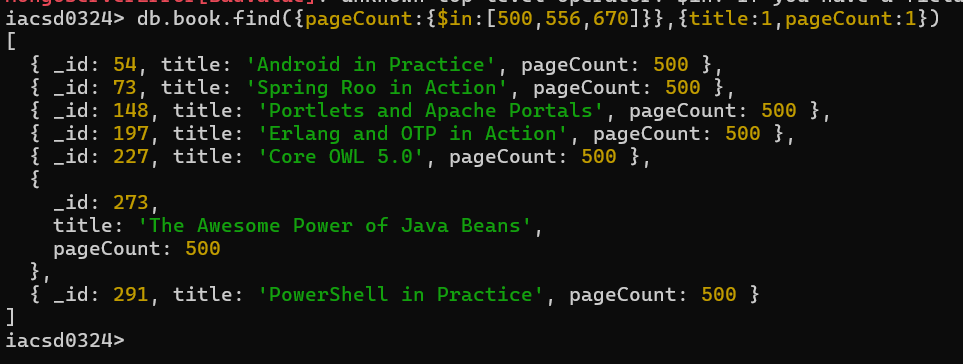 iacsd0324> db.book.find({pageCount:{$in:[500,556,670]}},{title:1,pageCount:1})
[
  { _id: 54, title: 'Android in Practice', pageCount: 500 },
  { _id: 73, title: 'Spring Roo in Action', pageCount: 500 },
  { _id: 148, title: 'Portlets and Apache Portals', pageCount: 500 },
  { _id: 197, title: 'Erlang and OTP in Action', pageCount: 500 },
  { _id: 227, title: 'Core OWL 5.0', pageCount: 500 },
  {
    _id: 273,
    title: 'The Awesome Power of Java Beans',
    pageCount: 500
  },
  { _id: 291, title: 'PowerShell in Practice', pageCount: 500 }
]
iacsd0324>